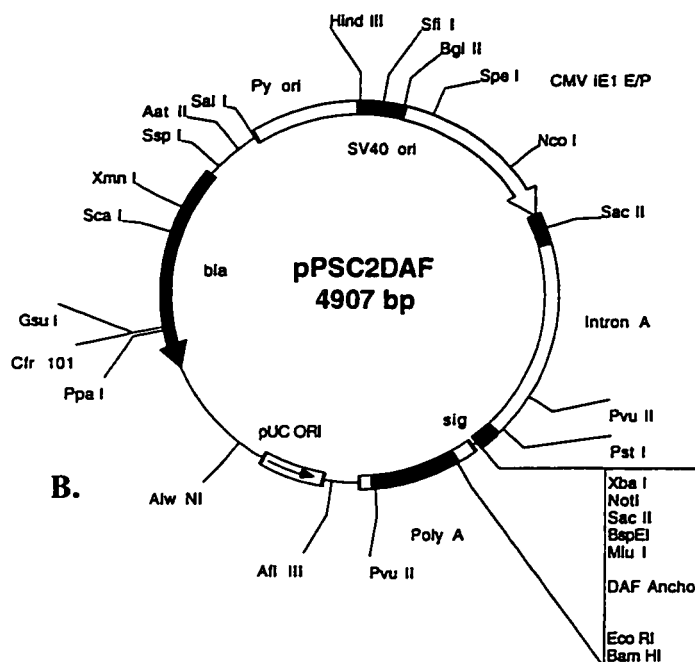 Hind III
Sfi I
Bgl II
Spe I
CMV iE1 E/P
Py ori
Sal I
Aat II
Ssp I
SV40 ori
Nco I
Xmn I
Sca I
Sac II
bla
pPSC2DAF
4907 bp
Gsu I
Cfr 101
Ppa I
Intron A
Pvu II
sig
Pst I
pUC ORI
B.
Alw NI
Afl III
Pvu II
Poly A
Xba I
NotI
Sac II
BspEI
Mlu I
DAF Ancho
Eco RI
Bam HI